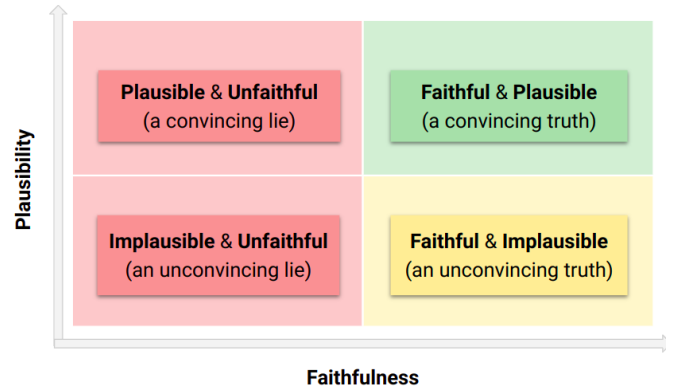 Plausibility
Plausible & Unfaithful
(a convincing lie)
Faithful & Plausible
(a convincing truth)
Implausible & Unfaithful
(an unconvincing lie)
Faithful & Implausible
(an unconvincing truth)
Faithfulness